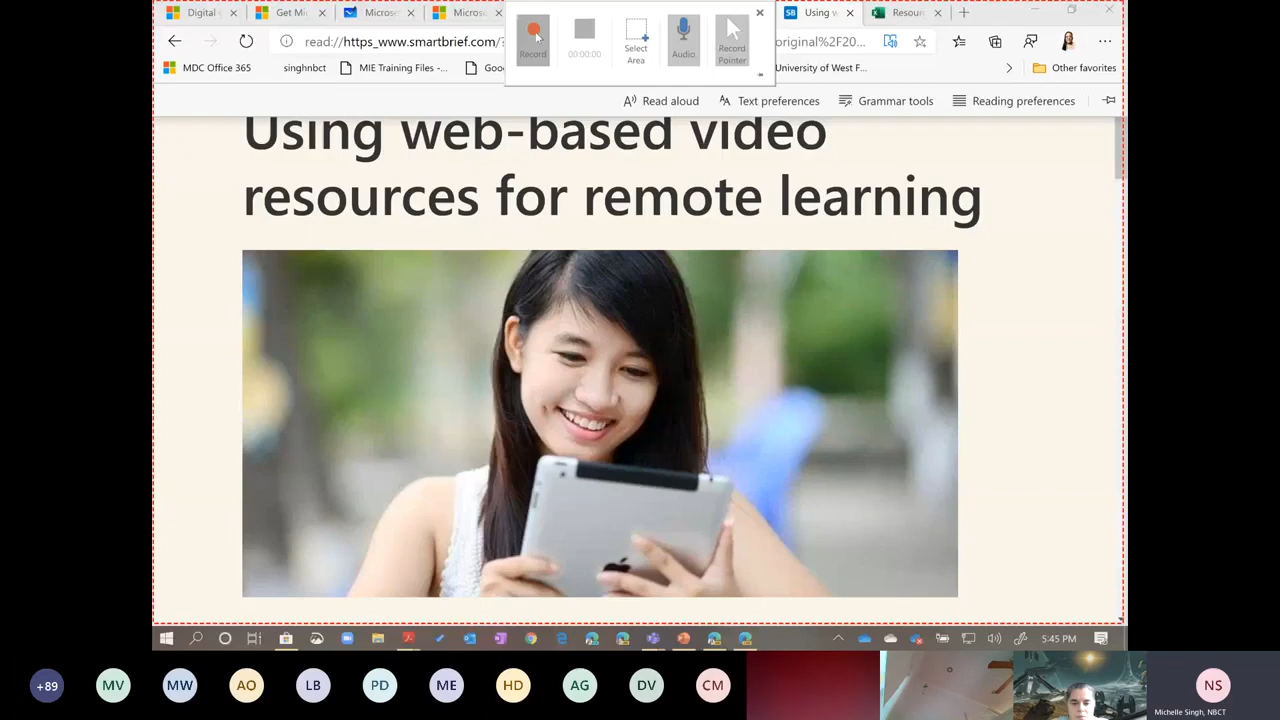 Digital
Get Mi
Microse
Micros:
Using w
Resour
Record
00:00:00
Select
Area
Audio
Record
Pointer
read://https_www.smartbrief.com/?
original%2F20...
MDC Office 365
singhnbct
MIE Training Files -...
Goo
University of West F...
Other favorites
Read aloud
Text preferences
Grammar tools
Reading preferences
Using web-based video
resources for remote learning
5:45 PM
+89
MV
MW
AO
LB
PD
ME
HD
AG
DV
CM
NS
Michelle Singh, NBCT